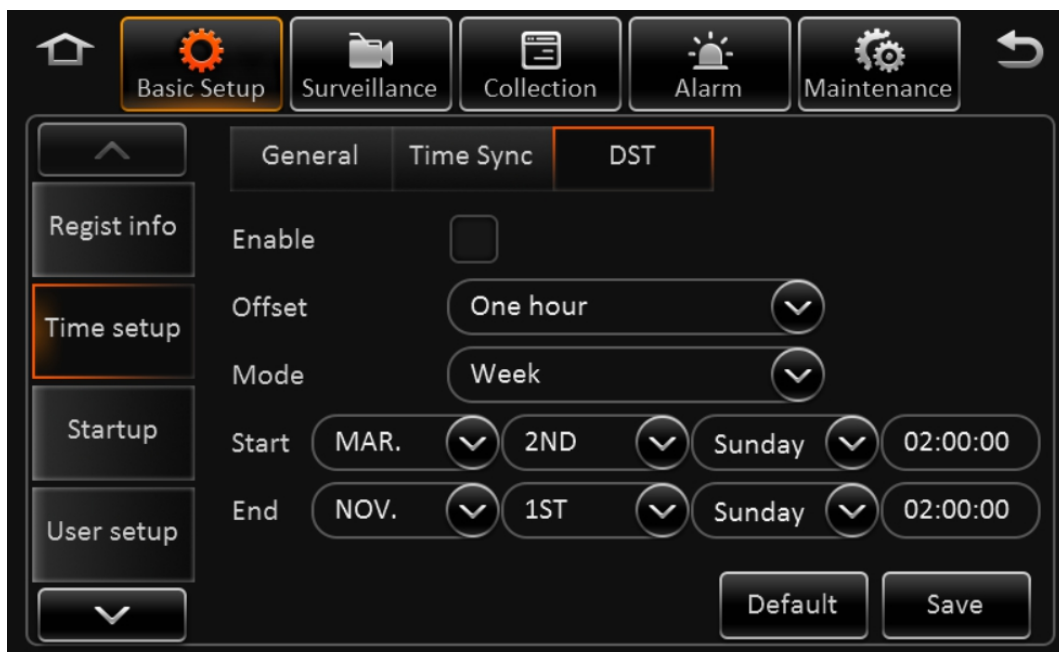 Basic Setup Surveillance Collection Alarm Maintenance
General Time Sync DST
Regist info
Enable
Offset One hour
Time setup
Mode Week
Startup
Start MAR. 2ND Sunday 02:00:00
End NOV. 1ST Sunday 02:00:00
User setup
Default Save